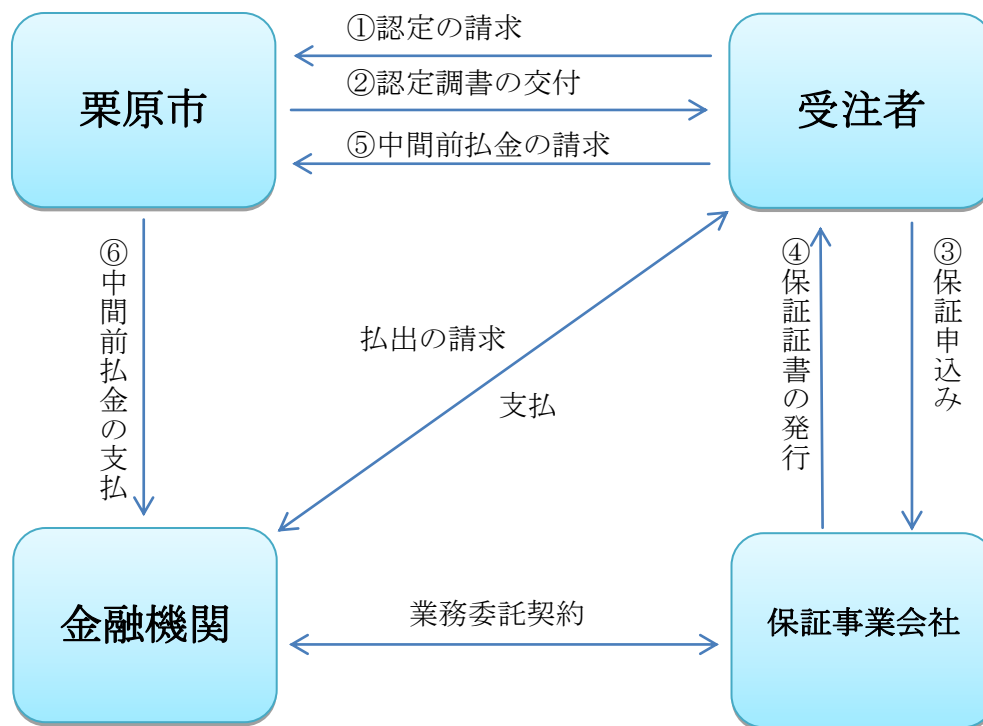 ①認定の請求
栗原市
②認定調書の交付
受注者
⑤中間前払金の請求
⑥中間前払金の支払
④保証証書の発行
③保証申込み
払出の請求
支払
金融機関
業務委託契約
保証事業会社